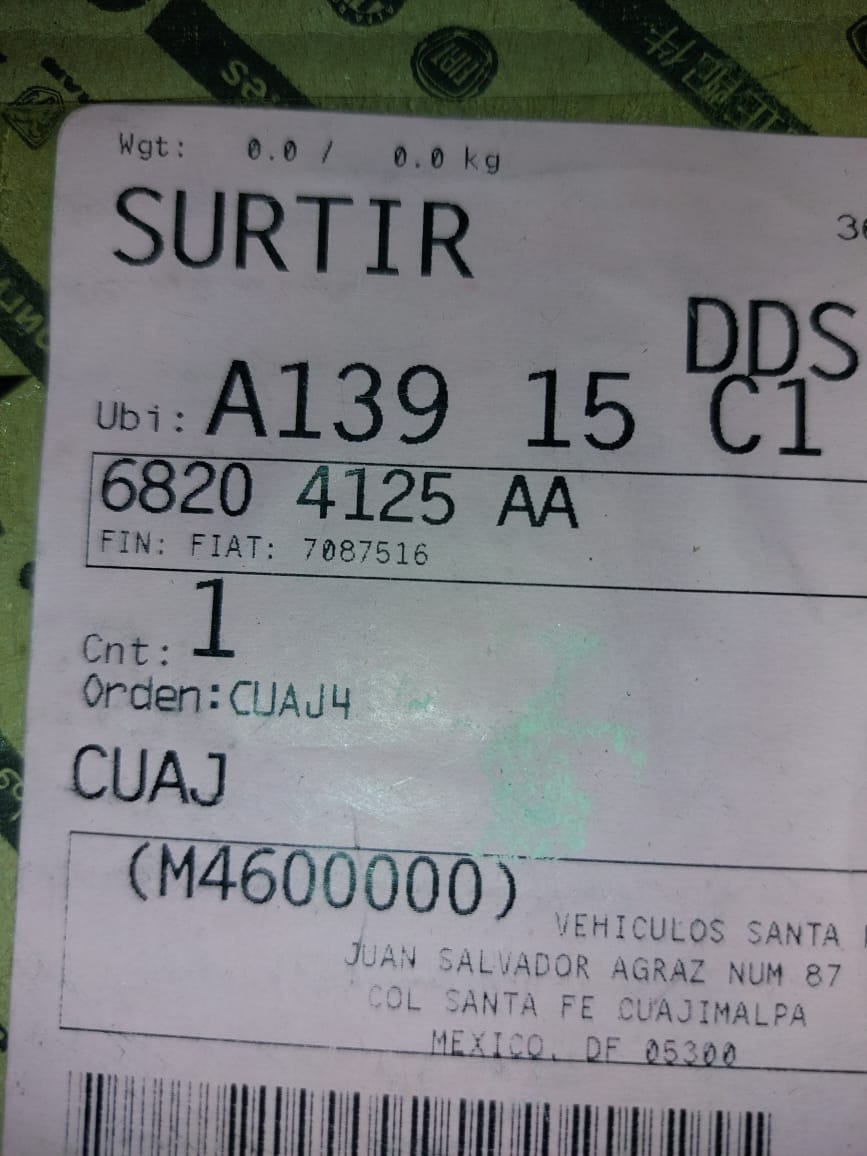 FIAT
Wgt: 0.0 / 0.0 kg
SURTIR
DDS
Ubi: A139 15 C1
6820 4125 AA
FIN: FIAT: 7087516
Cnt: 1
Orden:CUAJ4
CUAJ
(M4600000)
VEHICULOS SANTA
JUAN SALVADOR AGRAZ NUM 87
COL SANTA FE CUAJIMALPA
MEXICO, DF 05300